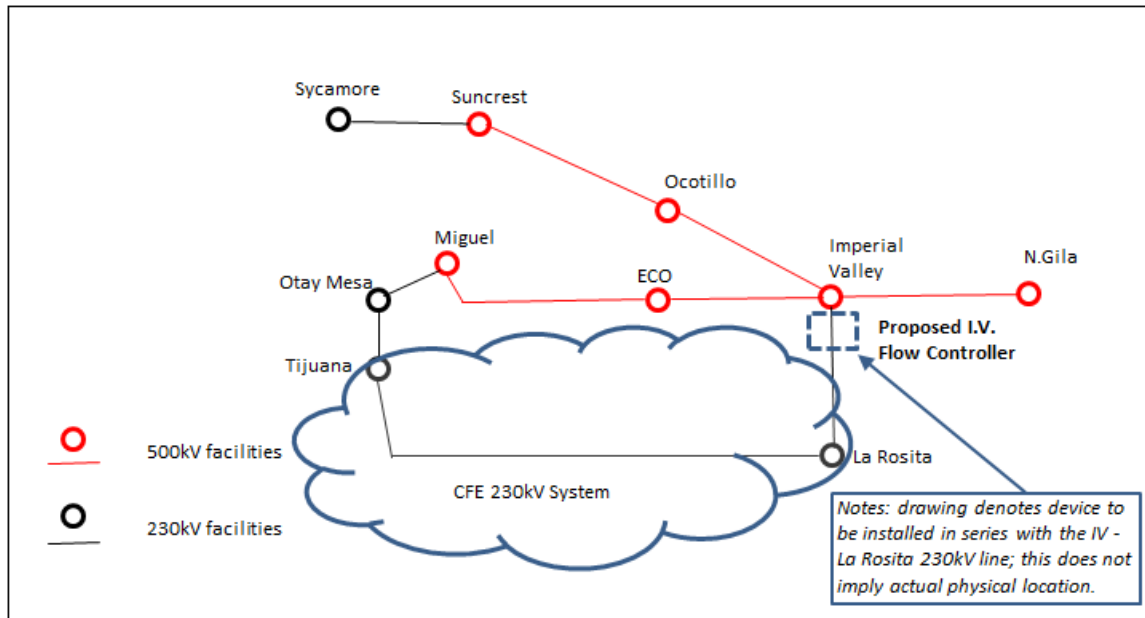 Sycamore
Suncrest
Ocotillo
Miguel
Imperial
Valley
N.Gila
Otay Mesa
ECO
Proposed I.V.
Flow Controller
Tijuana
500kV facilities
La Rosita
CFE 230kV System
230kV facilities
Notes: drawing denotes device to
be installed in series with the IV -
La Rosita 230kV line; this does not
imply actual physical location.